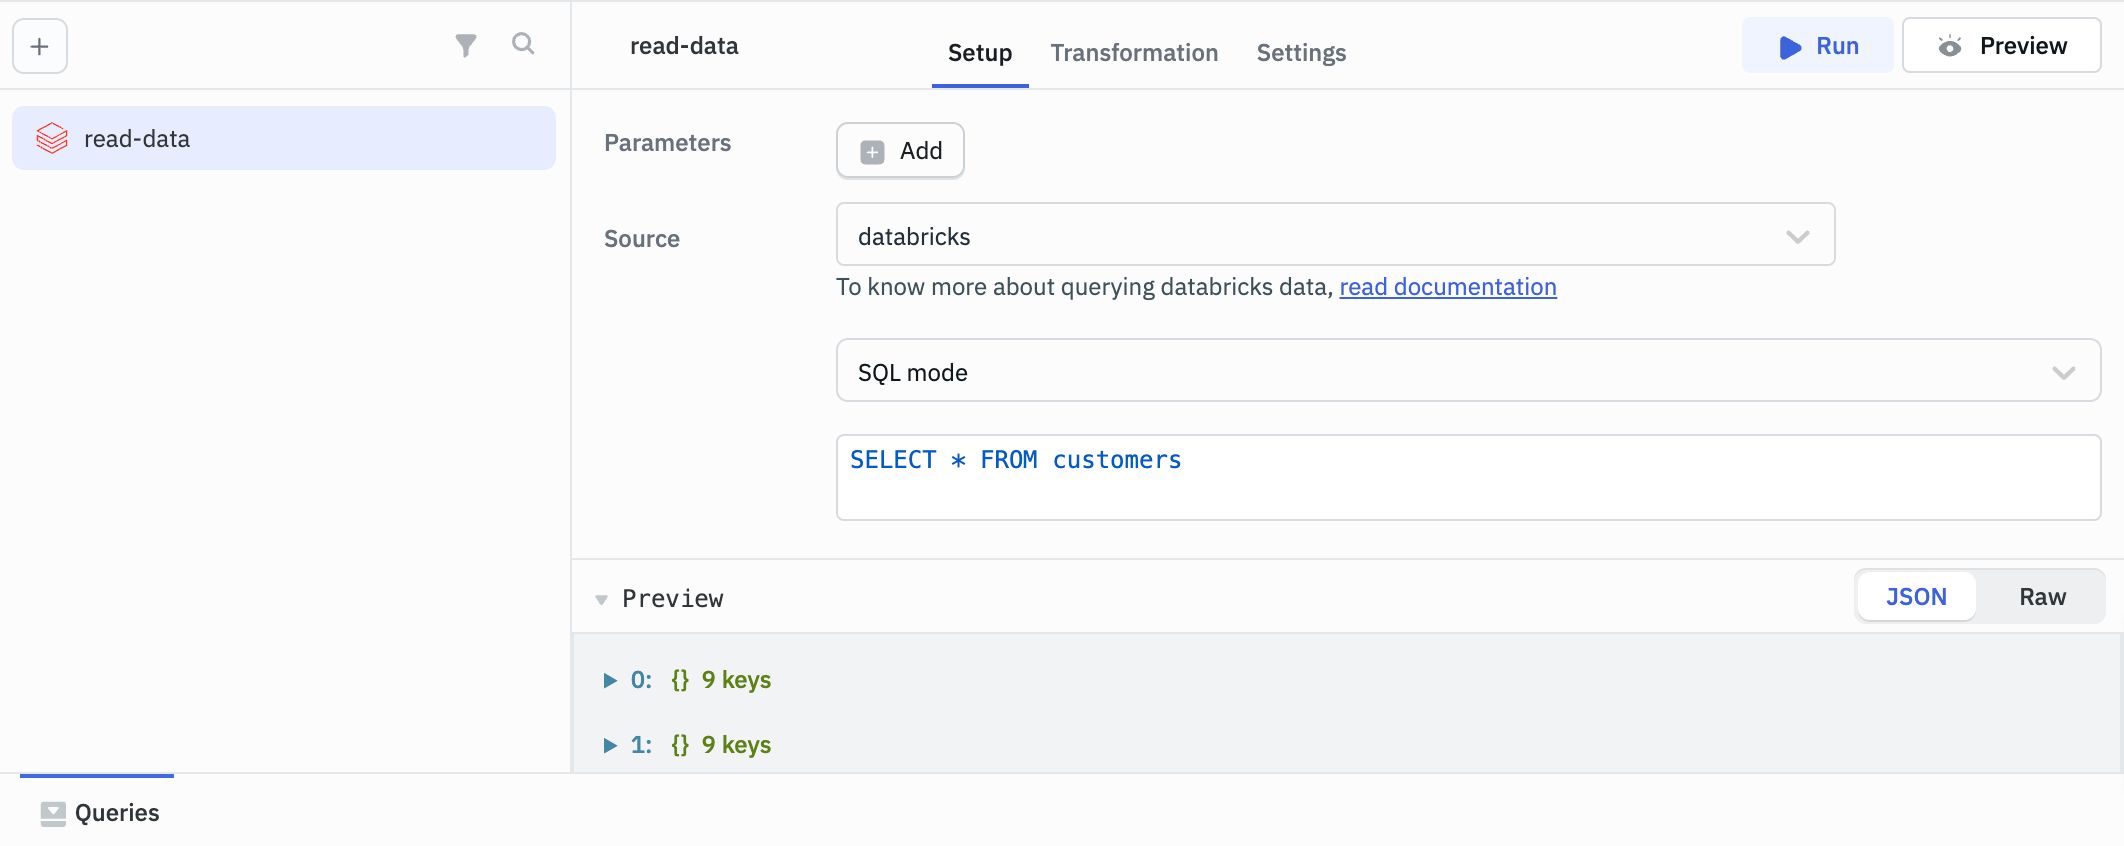 read-data
read-data
Setup
Transformation
Settings
Run
Preview
Parameters
Add
Source
databricks
To know more about querying databricks data, read documentation
SQL mode
SELECT * FROM customers
Preview
JSON
Raw
0: {} 9 keys
1: {} 9 keys
Queries